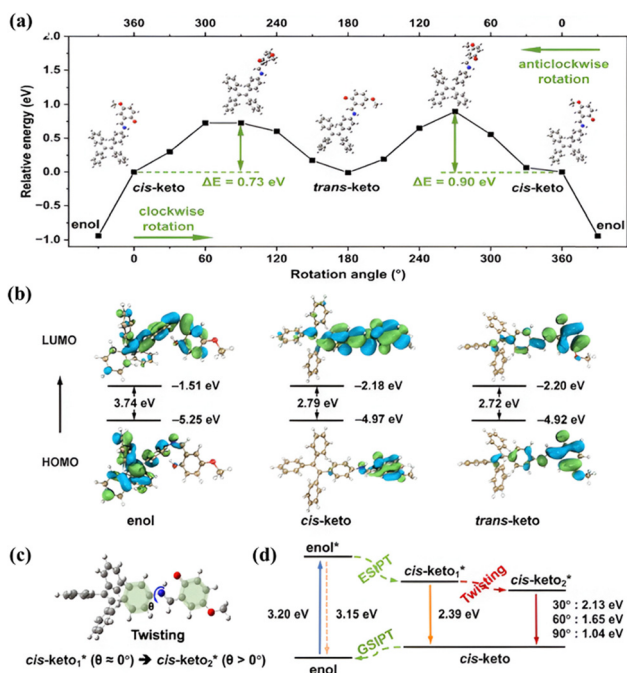 (a)
360 300 240 180 120 60 0
2.0
1.5
1.0
0.5
0.0
−0.5
−1.0
Relative energy (eV)
anticlockwise
rotation
cis-keto
ΔE = 0.73 eV
trans-keto
ΔE = 0.90 eV
cis-keto
enol
clockwise
rotation
enol
0 60 120 180 240 300 360
Rotation angle (°)
(b)
LUMO
−1.51 eV −2.18 eV −2.20 eV
3.74 eV 2.79 eV 2.72 eV
−5.25 eV −4.97 eV −4.92 eV
HOMO
enol cis-keto trans-keto
(c)
θ
Twisting
cis-keto₁* (θ ≈ 0°) → cis-keto₂* (θ > 0°)
(d)
enol*
ESIPT
cis-keto₁*
Twisting
cis-keto₂*
3.20 eV 3.15 eV 2.39 eV
30° : 2.13 eV
60° : 1.65 eV
90° : 1.04 eV
GSIPT
enol
cis-keto